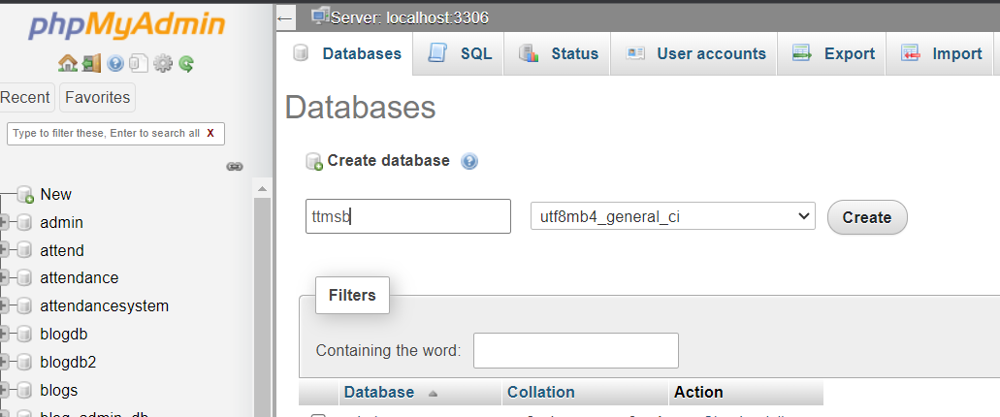 phpMyAdmin
Recent Favorites
Type to filter these, Enter to search all X
New
admin
attend
attendance
attendancesystem
blogdb
blogdb2
blogs
blog_admin_db
Server: localhost:3306
Databases SQL Status User accounts Export Import
Databases
Create database
ttmsb utf8mb4_general_ci Create
Filters
Containing the word:
Database Collation Action